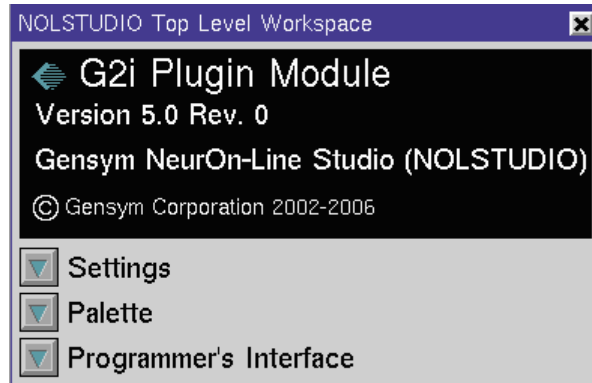 NOLSTUDIO Top Level Workspace
G2i Plugin Module
Version 5.0 Rev. 0
Gensym NeurOn-Line Studio (NOLSTUDIO)
© Gensym Corporation 2002-2006
Settings
Palette
Programmer's Interface